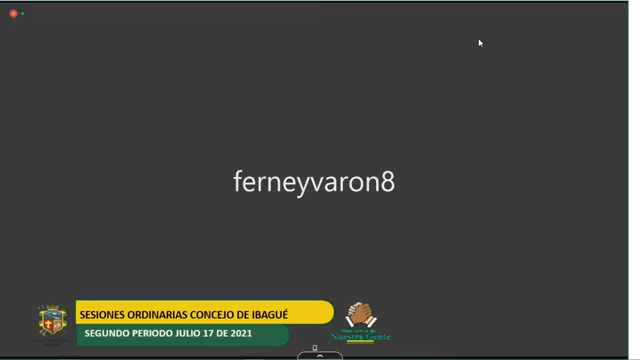 ferneyvaron8
SESIONES ORDINARIAS CONCEJO DE IBAGUÉ
SEGUNDO PERIODO JULIO 17 DE 2021
Nuestra Gente